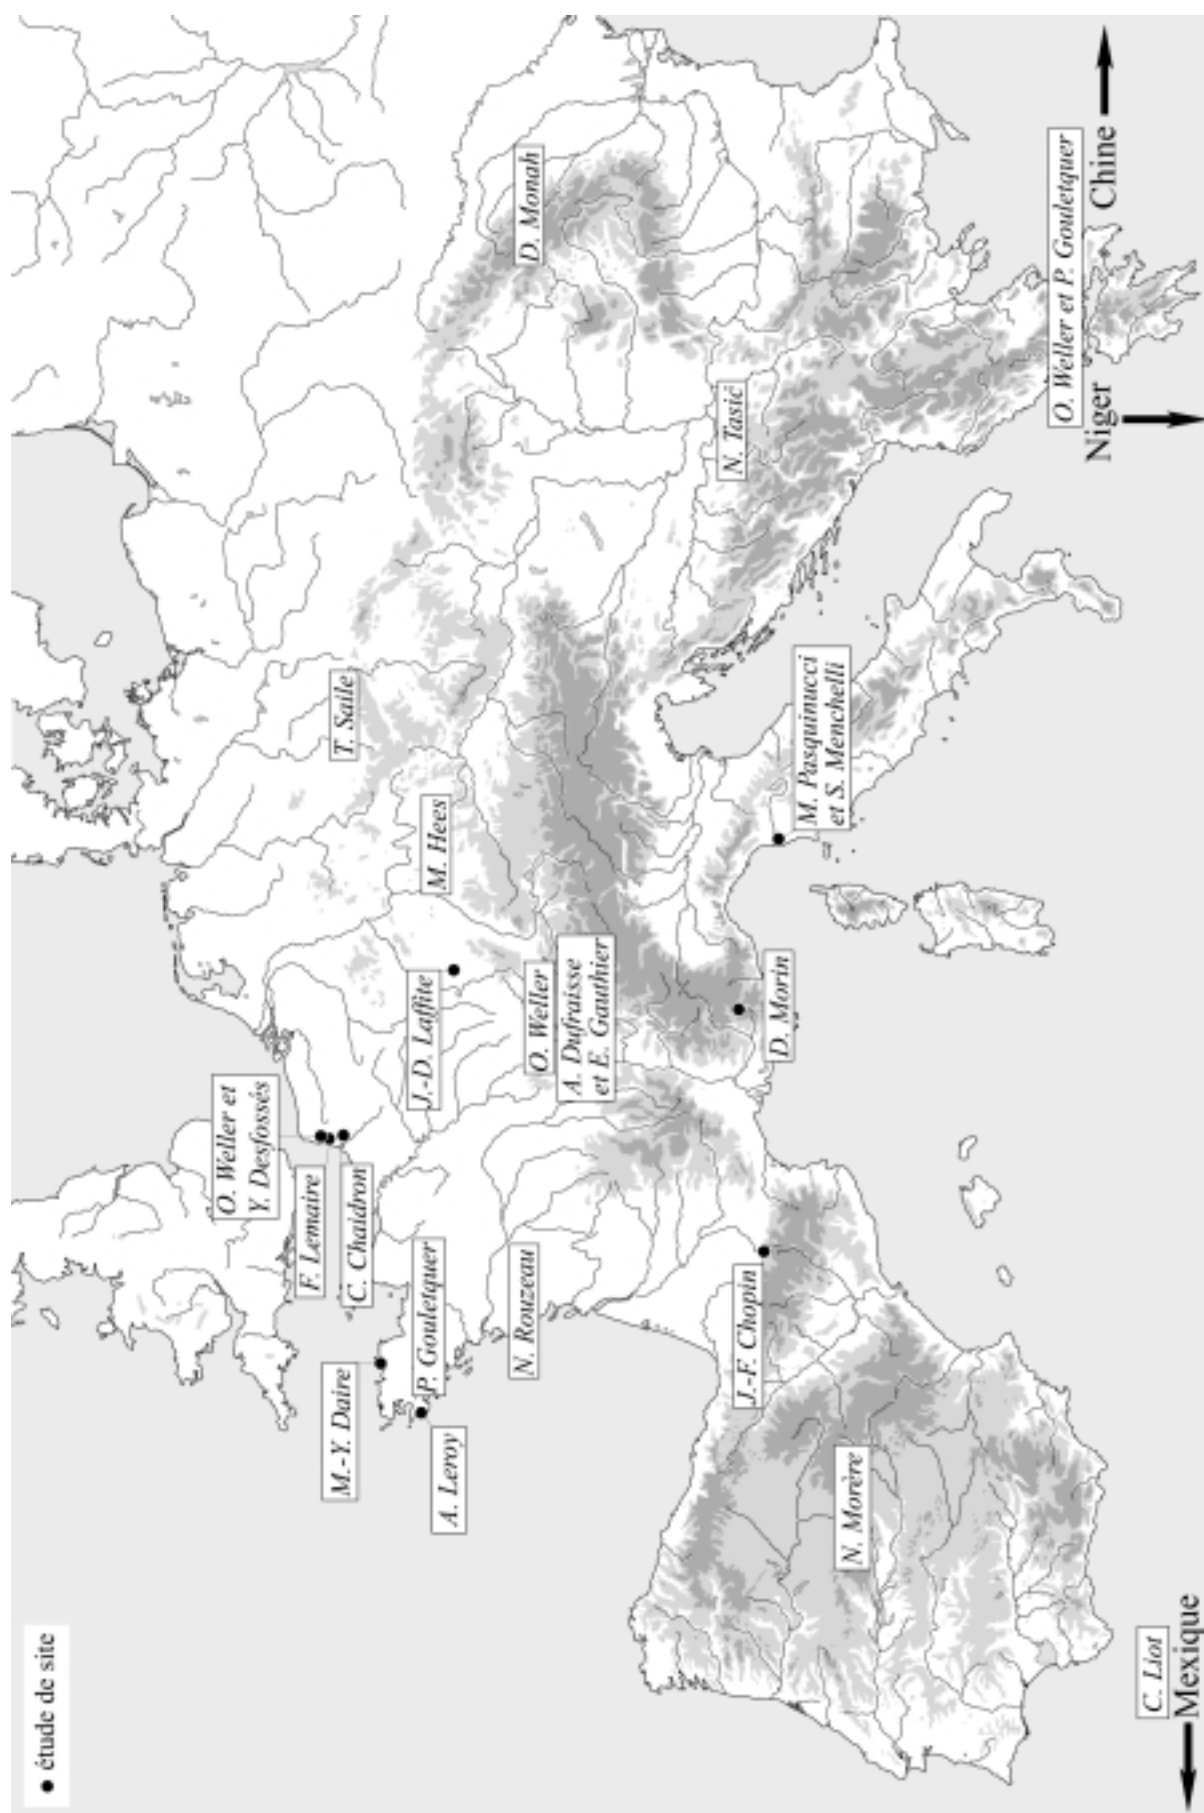 ● étude de site
O. Weller et
Y. Desfossés
F. Lemaire
C. Chaidron
M.-Y. Daire
P. Gouletquer
A. Leroy
N. Rouzeau
J.-D. Laffite
M. Hees
T. Saile
O. Weller
A. Dufraisse
et E. Gauthier
D. Monah
N. Tasic
D. Morin
M. Pasquinucci
et S. Menchelli
J.-F. Chopin
N. Morère
O. Weller et P. Gouletquer
Niger
Chine
C. Liot
Mexique